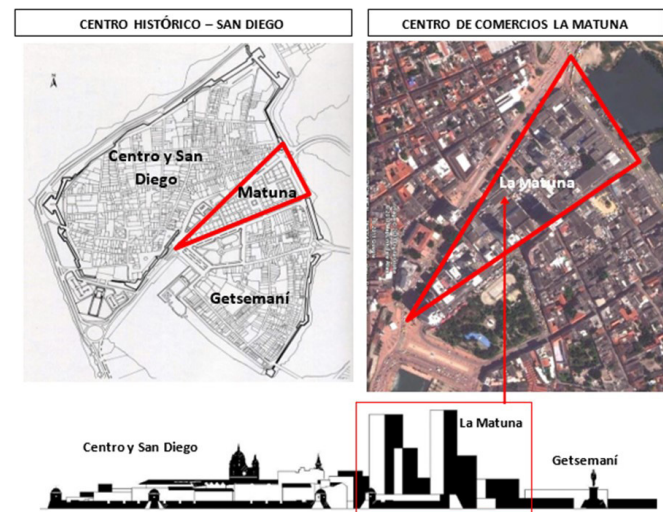 CENTRO HISTÓRICO – SAN DIEGO
CENTRO DE COMERCIOS LA MATUNA
Centro y San
Diego
Matuna
Getsemaní
La Matuna
Centro y San Diego
La Matuna
Getsemaní